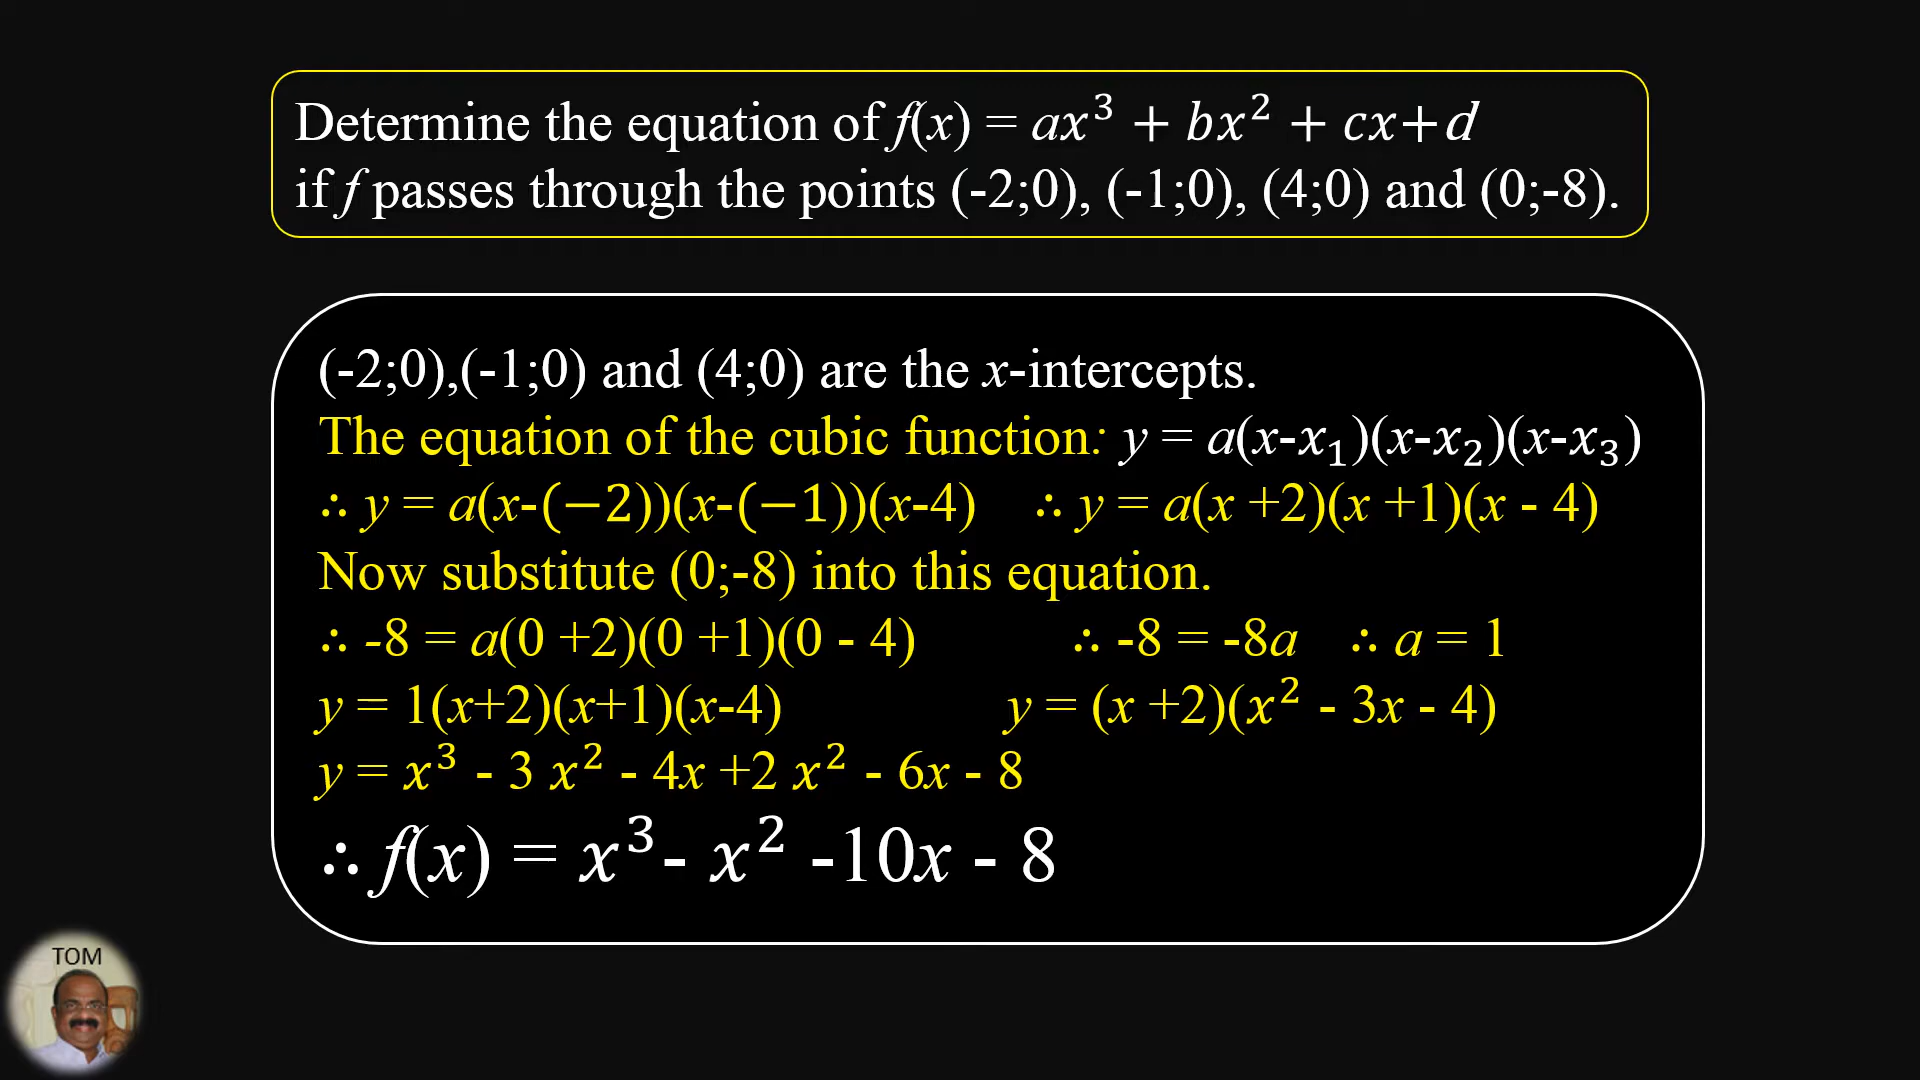 Determine the equation of f(x) = ax³ + bx² + cx+d
if f passes through the points (-2;0), (-1;0), (4;0) and (0;-8).
(-2;0),(-1;0) and (4;0) are the x-intercepts.
The equation of the cubic function: y = a(x-x₁)(x-x₂)(x-x₃)
∴ y = a(x-(−2))(x-(−1))(x-4) ∴ y = a(x +2)(x +1)(x - 4)
Now substitute (0;-8) into this equation.
∴ -8 = a(0 +2)(0 +1)(0 - 4) ∴ -8 = -8a ∴ a = 1
y = 1(x+2)(x+1)(x-4) y = (x +2)(x² - 3x - 4)
y = x³ - 3 x² - 4x +2 x² - 6x - 8
∴ f(x) = x³- x² -10x - 8
TOM